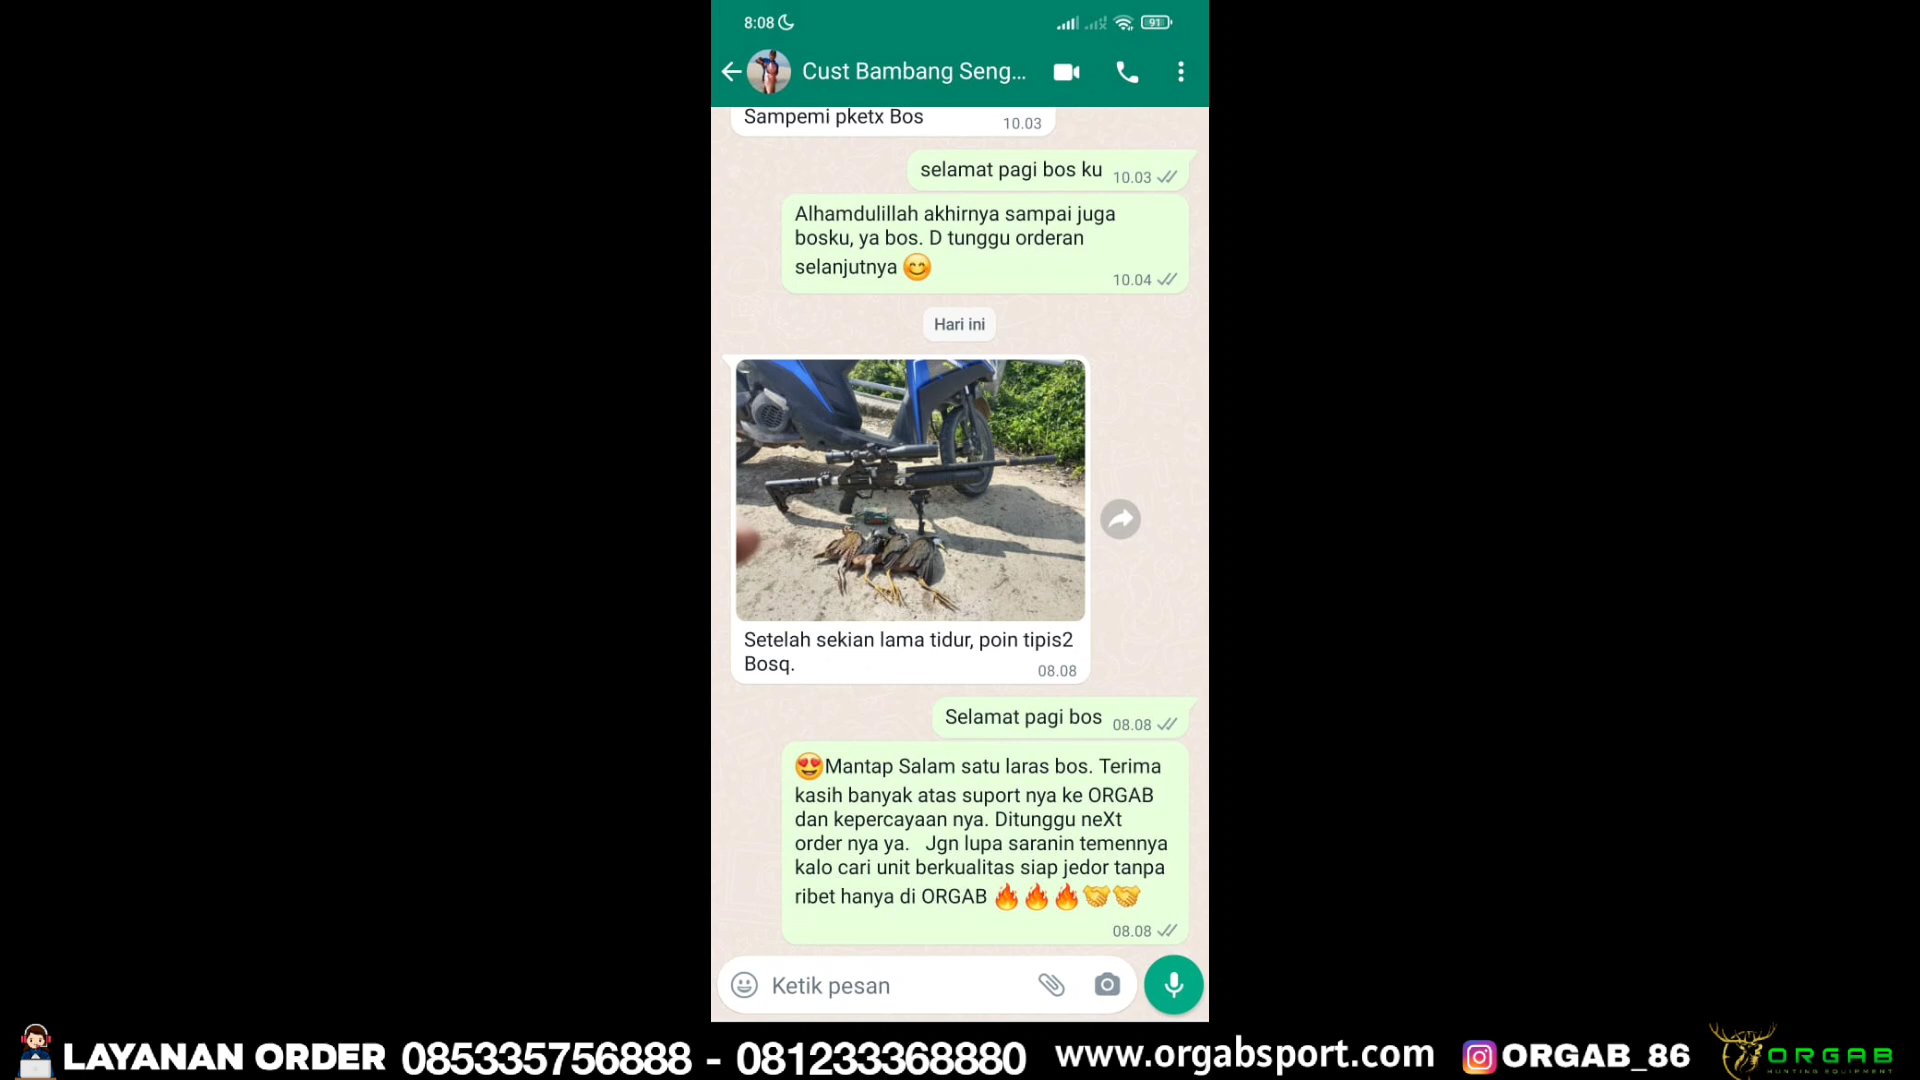 8:08
91
Cust Bambang Seng...
Sampemi pketx Bos
10.03
selamat pagi bos ku
10.03
Alhamdulillah akhirnya sampai juga
bosku, ya bos. D tunggu orderan
selanjutnya 😊
10.04
Hari ini
Setelah sekian lama tidur, poin tipis2
Bosq.
08.08
Selamat pagi bos
08.08
😍Mantap Salam satu laras bos. Terima
kasih banyak atas suport nya ke ORGAB
dan kepercayaan nya. Ditunggu neXt
order nya ya.   Jgn lupa saranin temennya
kalo cari unit berkualitas siap jedor tanpa
ribet hanya di ORGAB 🔥🔥🔥🤝🤝
08.08
Ketik pesan
LAYANAN ORDER 085335756888 - 081233368880 www.orgabsport.com ORGAB_86
ORGAB
HUNTING EQUIPMENT